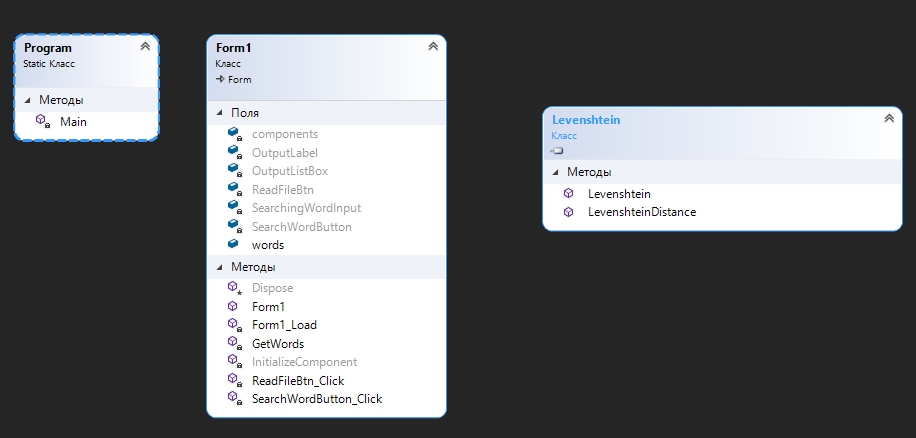 Program
Static Класс
Методы
Main
Form1
Класс
Form
Поля
components
OutputLabel
OutputListBox
ReadFileBtn
SearchingWordInput
SearchWordButton
words
Методы
Dispose
Form1
Form1_Load
GetWords
InitializeComponent
ReadFileBtn_Click
SearchWordButton_Click
Levenshtein
Класс
Методы
Levenshtein
LevenshteinDistance